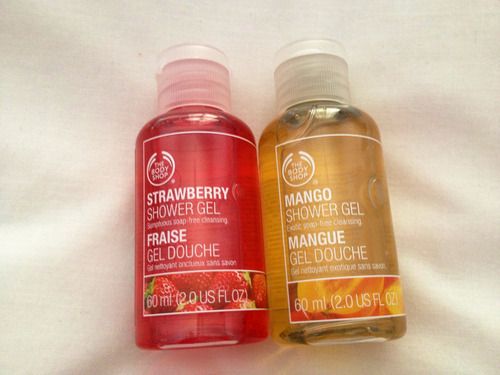 THE
BODY
SHOP
®
STRAWBERRY
SHOWER GEL
Sumptuous soap-free cleansing.
FRAISE
GEL DOUCHE
Gel nettoyant onctueux sans savon.
60 ml (2.0 US FL OZ)
THE
BODY
SHOP
®
MANGO
SHOWER GEL
Exotic soap-free cleansing.
MANGUE
GEL DOUCHE
Gel nettoyant exotique sans savon.
60 ml (2.0 US FL OZ)